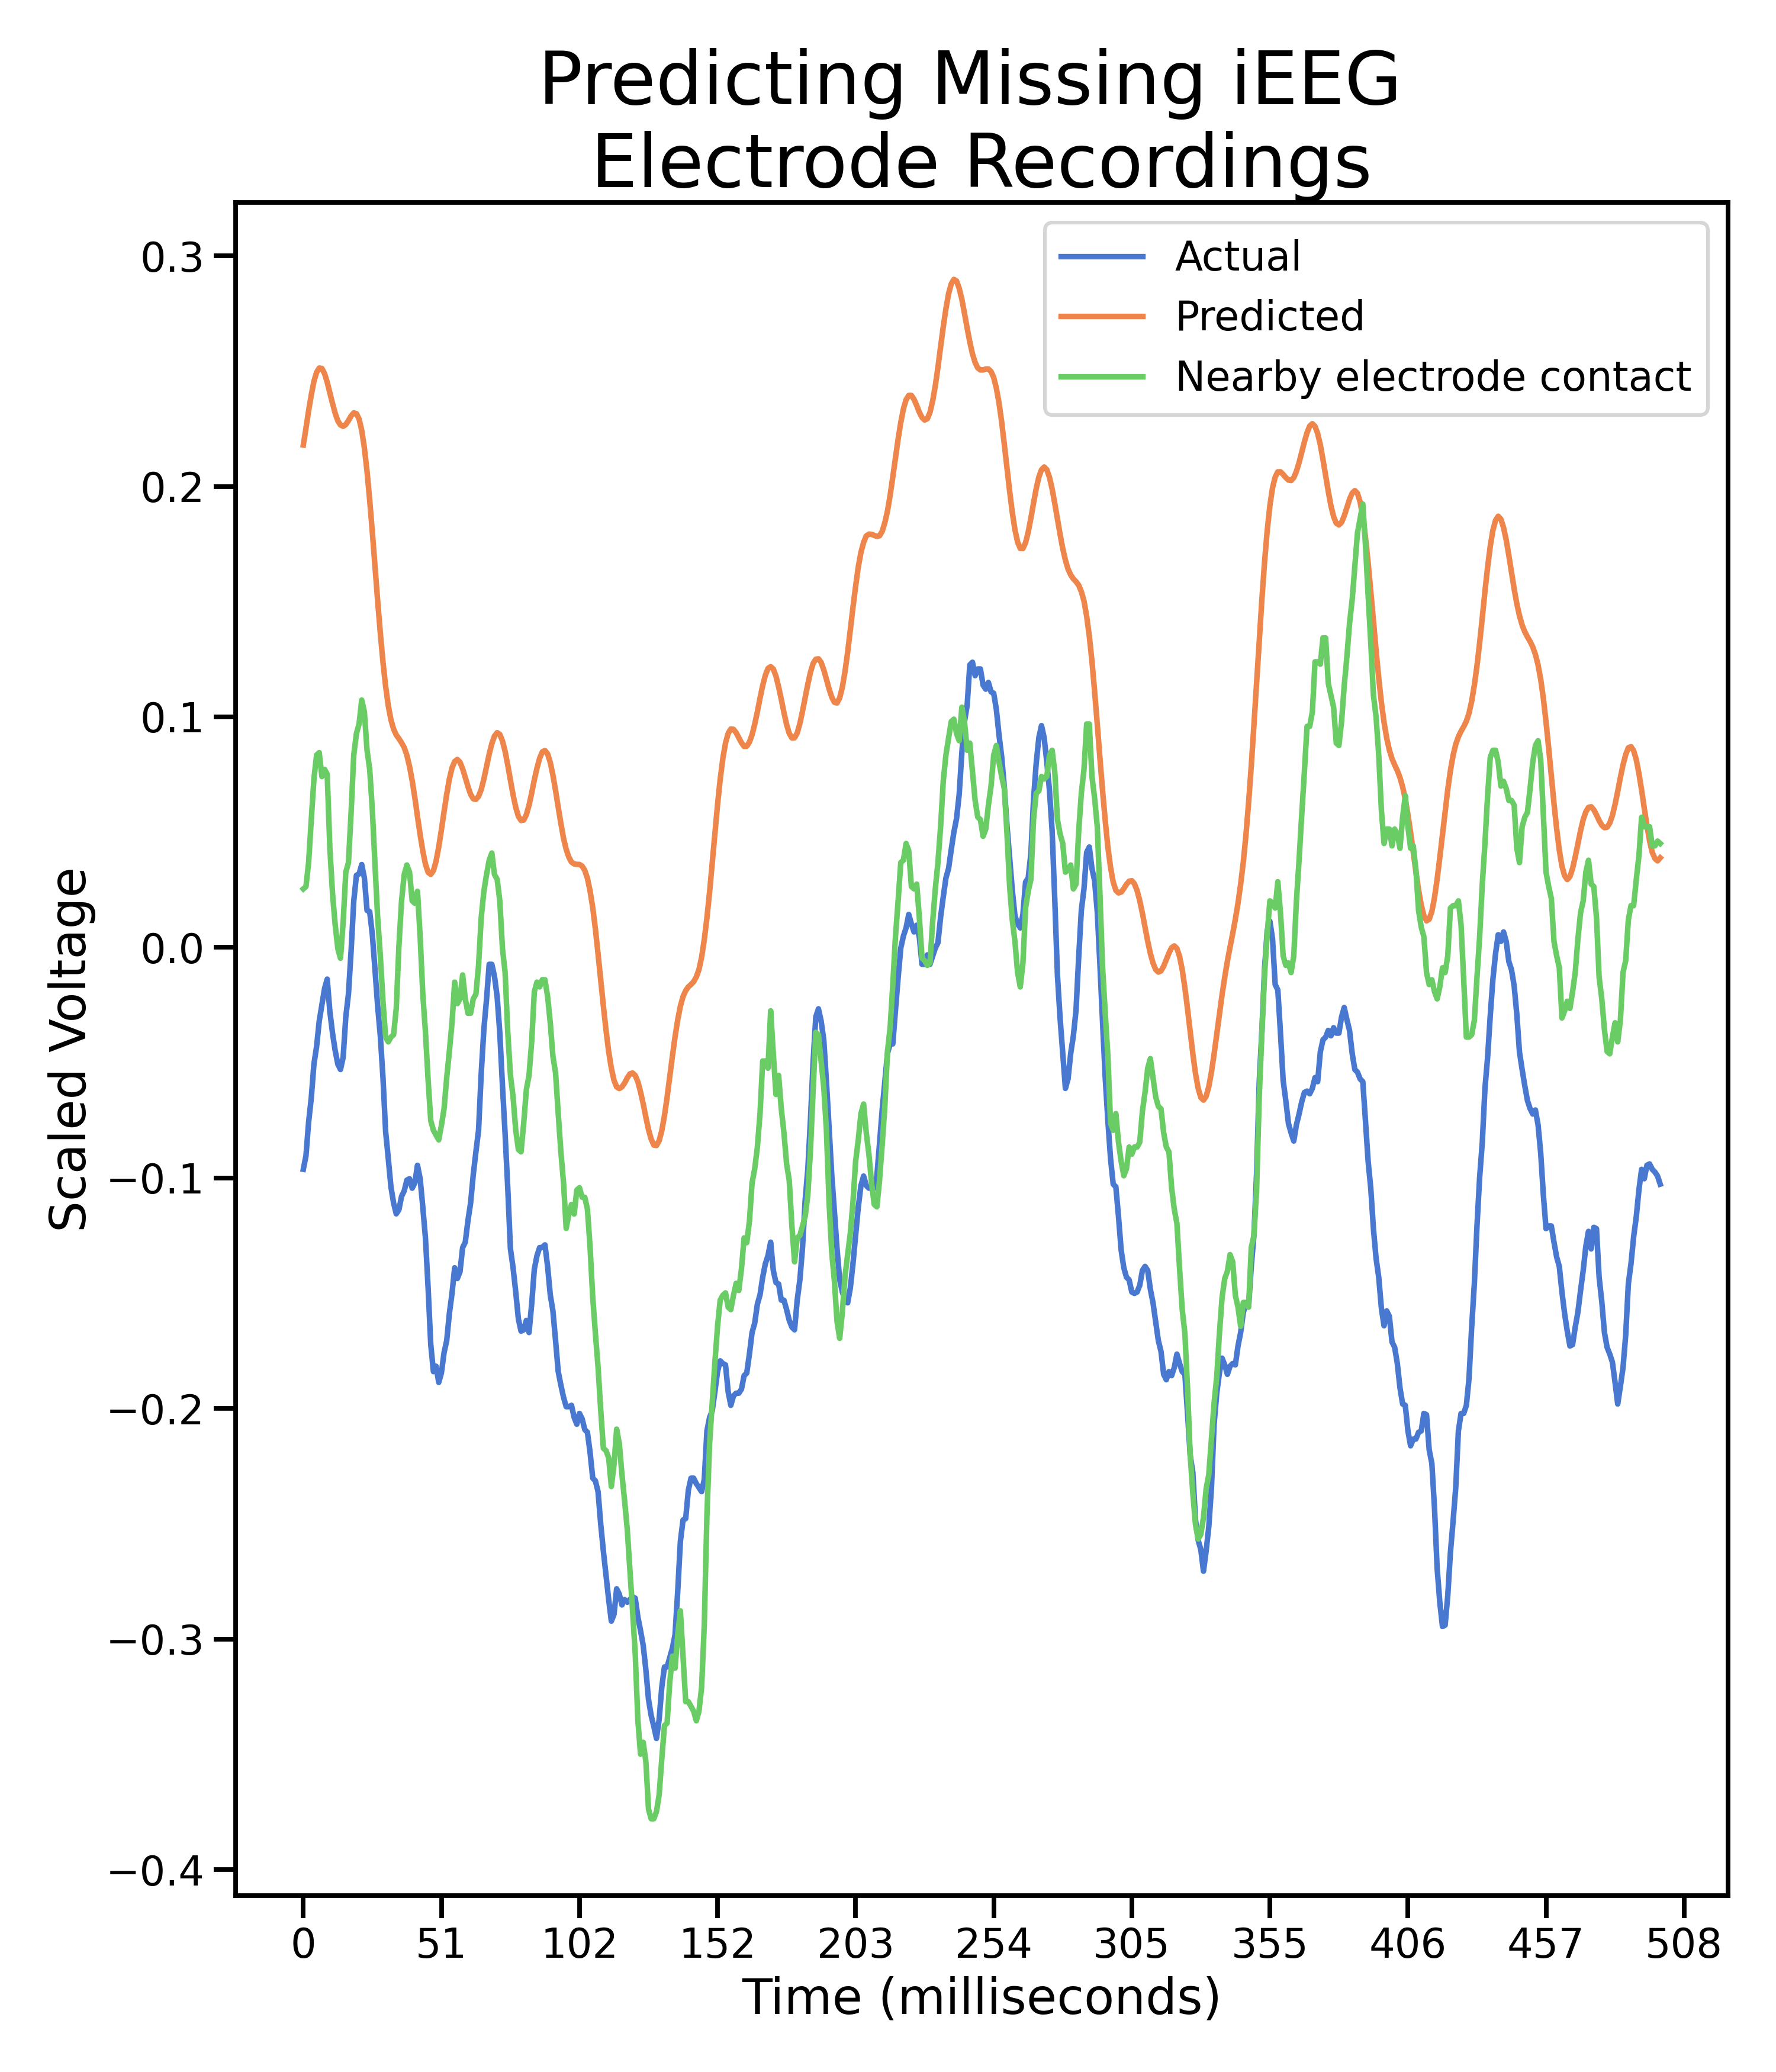 Predicting Missing iEEG
Electrode Recordings
Actual
Predicted
Nearby electrode contact
0.3
0.2
0.1
0.0
−0.1
−0.2
−0.3
−0.4
Scaled Voltage
0 51 102 152 203 254 305 355 406 457 508
Time (milliseconds)